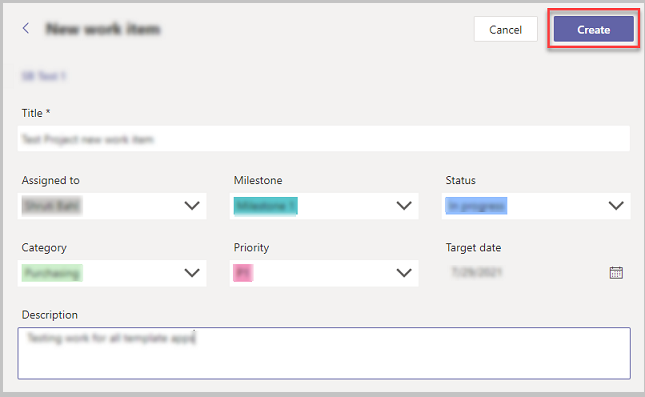 New work item
Cancel
Create
SB Test 1
Title *
Test Project new work item
Assigned to
Milestone
Status
Shruti Bahl
Milestone 1
In progress
Category
Priority
Target date
Purchasing
7/29/2021
Description
Testing work for all template apps